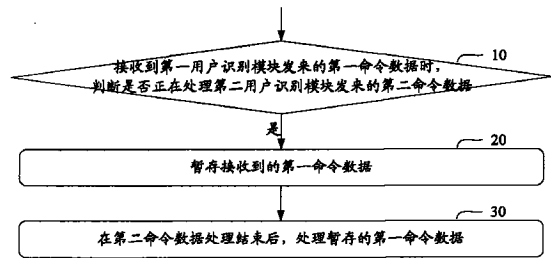 10
接收到第一用户识别模块发来的第一命令数据时,
判断是否正在处理第二用户识别模块发来的第二命令数据
是
20
暂存接收到的第一命令数据
30
在第二命令数据处理结束后, 处理暂存的第一命令数据